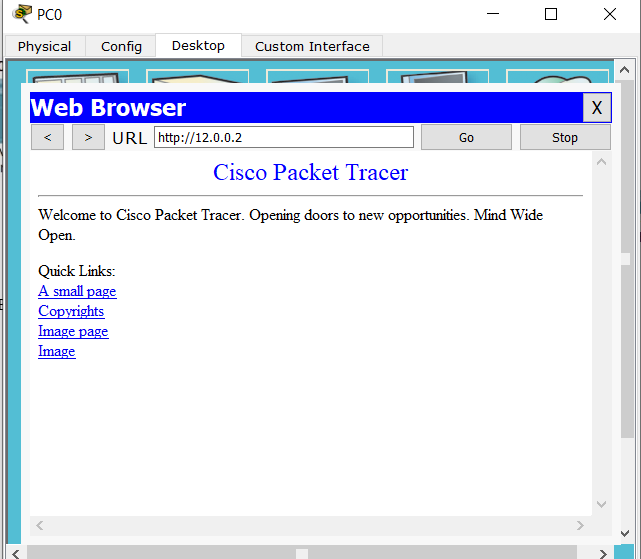 PC0
Physical
Config
Desktop
Custom Interface
Web Browser
X
<
>
URL
http://12.0.0.2
Go
Stop
Cisco Packet Tracer
Welcome to Cisco Packet Tracer. Opening doors to new opportunities. Mind Wide
Open.
Quick Links:
A small page
Copyrights
Image page
Image